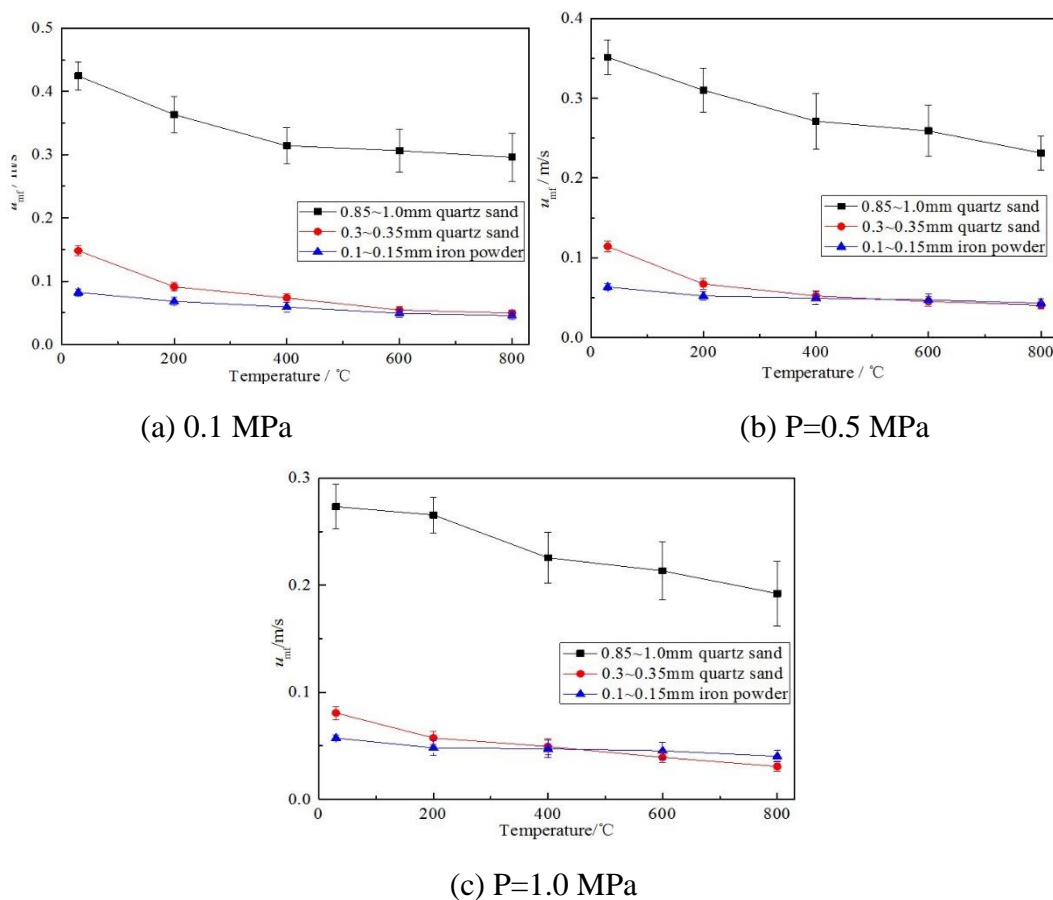 0.5
0.4
0.3
0.2
0.1
0.0
u_mf / m/s
0.85~1.0mm quartz sand
0.3~0.35mm quartz sand
0.1~0.15mm iron powder
0 200 400 600 800
Temperature / ℃
(a) 0.1 MPa
0.4
0.3
0.2
0.1
0.0
u_mf / m/s
0.85~1.0mm quartz sand
0.3~0.35mm quartz sand
0.1~0.15mm iron powder
0 200 400 600 800
Temperature / ℃
(b) P=0.5 MPa
0.3
0.2
0.1
0.0
u_mf/m/s
0.85~1.0mm quartz sand
0.3~0.35mm quartz sand
0.1~0.15mm iron powder
0 200 400 600 800
Temperature/℃
(c) P=1.0 MPa